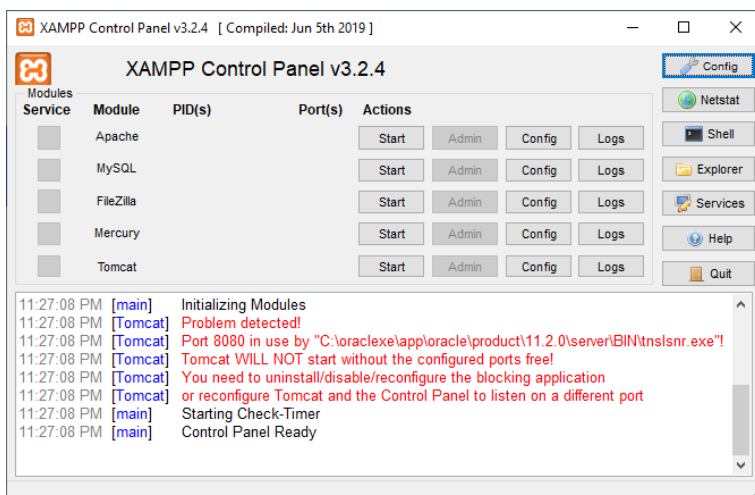 XAMPP Control Panel v3.2.4 [ Compiled: Jun 5th 2019 ]
XAMPP Control Panel v3.2.4
Config
Modules
Service Module PID(s) Port(s) Actions
Netstat
Apache Start Admin Config Logs
Shell
MySQL Start Admin Config Logs
Explorer
FileZilla Start Admin Config Logs
Services
Mercury Start Admin Config Logs
Help
Tomcat Start Admin Config Logs
Quit
11:27:08 PM [main] Initializing Modules
11:27:08 PM [Tomcat] Problem detected!
11:27:08 PM [Tomcat] Port 8080 in use by "C:\oraclexe\app\oracle\product\11.2.0\server\BIN\tnslsnr.exe"!
11:27:08 PM [Tomcat] Tomcat WILL NOT start without the configured ports free!
11:27:08 PM [Tomcat] You need to uninstall/disable/reconfigure the blocking application
11:27:08 PM [Tomcat] or reconfigure Tomcat and the Control Panel to listen on a different port
11:27:08 PM [main] Starting Check-Timer
11:27:08 PM [main] Control Panel Ready